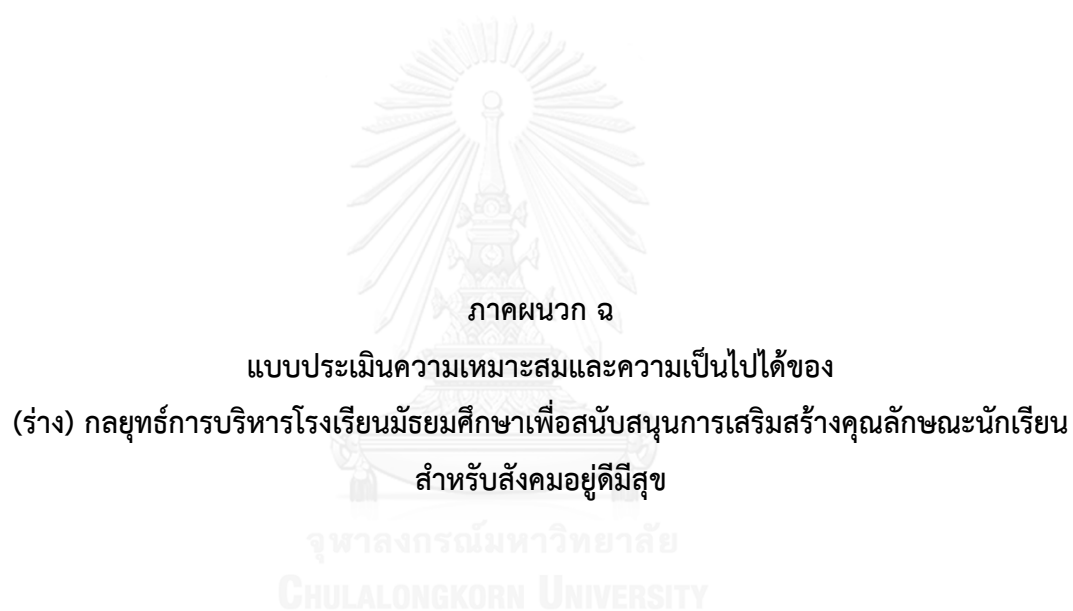 ภาคผนวก ฉ
แบบประเมินความเหมาะสมและความเป็นไปได้ของ
(ร่าง) กลยุทธ์การบริหารโรงเรียนมัธยมศึกษาเพื่อสนับสนุนการเสริมสร้างคุณลักษณะนักเรียน
สำหรับสังคมอยู่ดีมีสุข
จุฬาลงกรณ์มหาวิทยาลัย
CHULALONGKORN UNIVERSITY